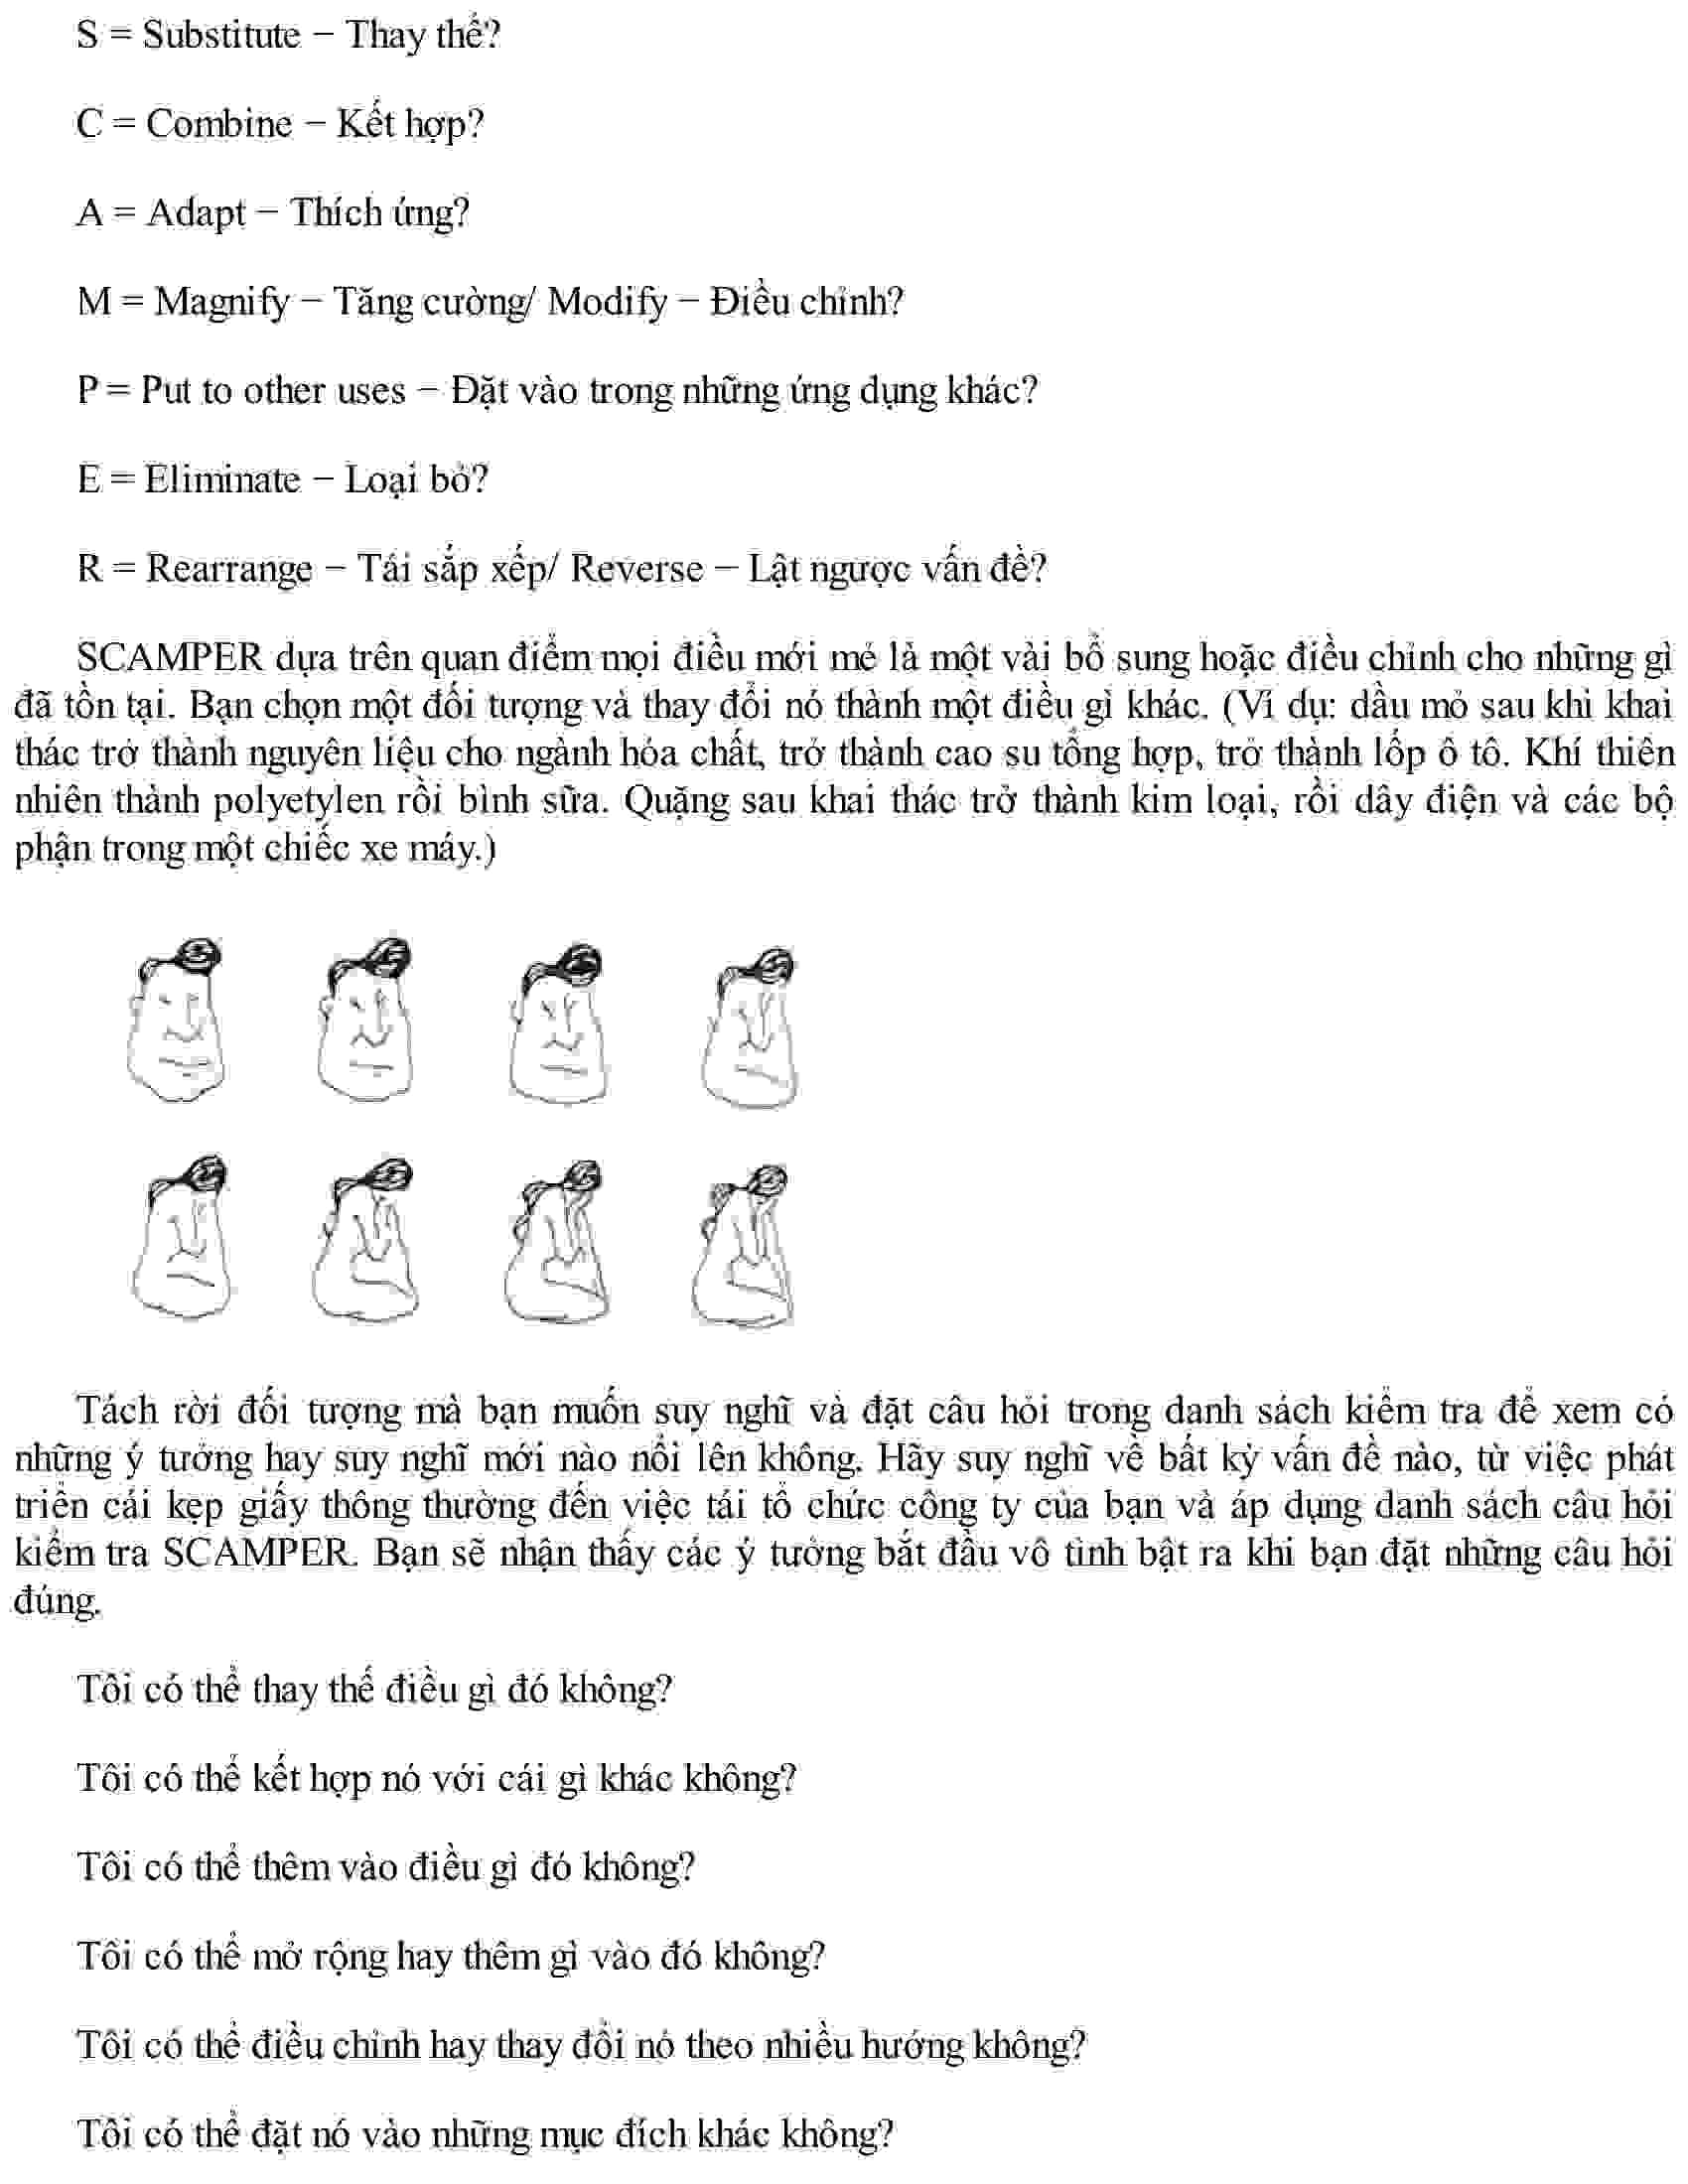 S = Substitute − Thay thế?
C = Combine − Kết hợp?
A = Adapt − Thích ứng?
M = Magnify − Tăng cường/ Modify − Điều chỉnh?
P = Put to other uses − Đặt vào trong những ứng dụng khác?
E = Eliminate − Loại bỏ?
R = Rearrange − Tái sắp xếp/ Reverse − Lật ngược vấn đề?
SCAMPER dựa trên quan điểm mọi điều mới mẻ là một vài bổ sung hoặc điều chỉnh cho những gì
đã tồn tại. Bạn chọn một đối tượng và thay đổi nó thành một điều gì khác. (Ví dụ: dầu mỏ sau khi khai
thác trở thành nguyên liệu cho ngành hóa chất, trở thành cao su tổng hợp, trở thành lốp ô tô. Khí thiên
nhiên thành polyetylen rồi bình sữa. Quặng sau khai thác trở thành kim loại, rồi dây điện và các bộ
phận trong một chiếc xe máy.)
Tách rời đối tượng mà bạn muốn suy nghĩ và đặt câu hỏi trong danh sách kiểm tra để xem có
những ý tưởng hay suy nghĩ mới nào nổi lên không. Hãy suy nghĩ về bất kỳ vấn đề nào, từ việc phát
triển cái kẹp giấy thông thường đến việc tái tổ chức công ty của bạn và áp dụng danh sách câu hỏi
kiểm tra SCAMPER. Bạn sẽ nhận thấy các ý tưởng bắt đầu vô tình bật ra khi bạn đặt những câu hỏi
đúng.
Tôi có thể thay thế điều gì đó không?
Tôi có thể kết hợp nó với cái gì khác không?
Tôi có thể thêm vào điều gì đó không?
Tôi có thể mở rộng hay thêm gì vào đó không?
Tôi có thể điều chỉnh hay thay đổi nó theo nhiều hướng không?
Tôi có thể đặt nó vào những mục đích khác không?